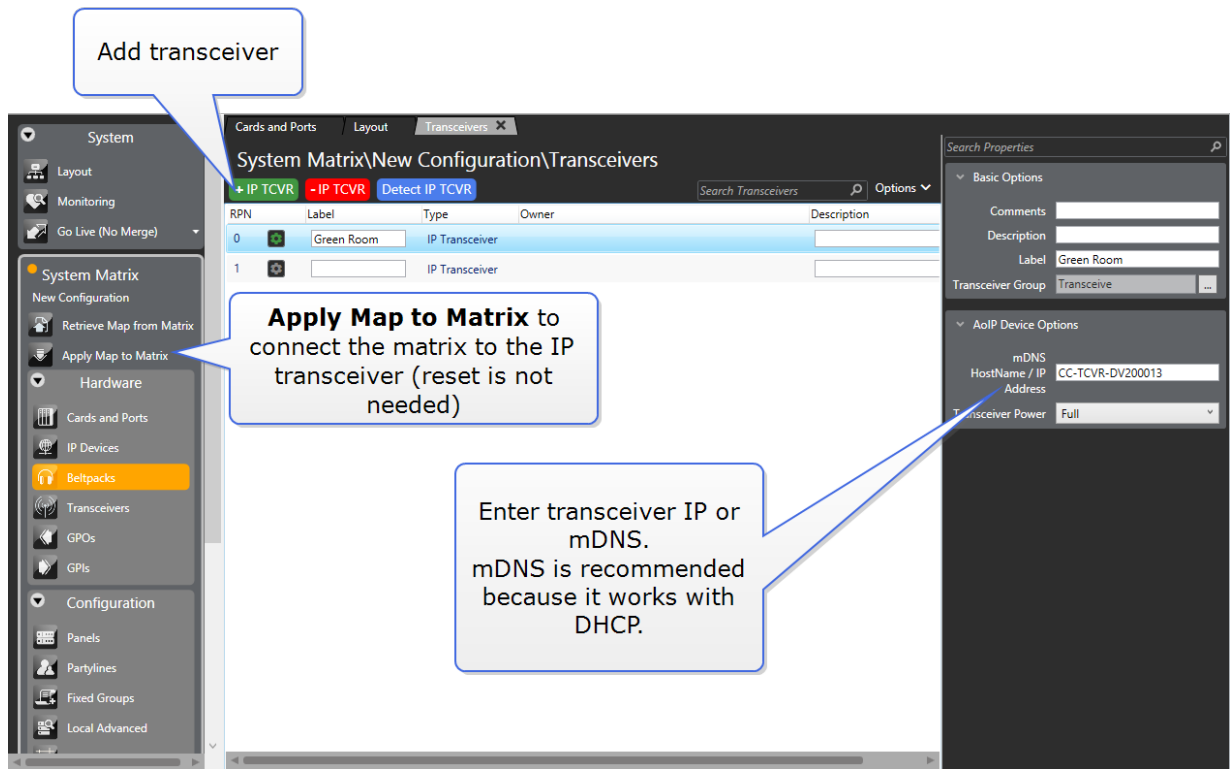 Add transceiver
System
Layout
Monitoring
Go Live (No Merge)
System Matrix
New Configuration
Retrieve Map from Matrix
Apply Map to Matrix
Hardware
Cards and Ports
IP Devices
Beltpacks
Transceivers
GPOs
GPIs
Configuration
Panels
Partylines
Fixed Groups
Local Advanced
Cards and Ports Layout Transceivers X
System Matrix\New Configuration\Transceivers
+ IP TCVR - IP TCVR Detect IP TCVR Search Transceivers Options
RPN Label Type Owner Description
0 Green Room IP Transceiver
1 IP Transceiver
Apply Map to Matrix to
connect the matrix to the IP
transceiver (reset is not
needed)
Enter transceiver IP or
mDNS.
mDNS is recommended
because it works with
DHCP.
Search Properties
Basic Options
Comments
Description
Label Green Room
Transceiver Group Transceive ...
AoIP Device Options
mDNS
HostName / IP CC-TCVR-DV200013
Address
Transceiver Power Full